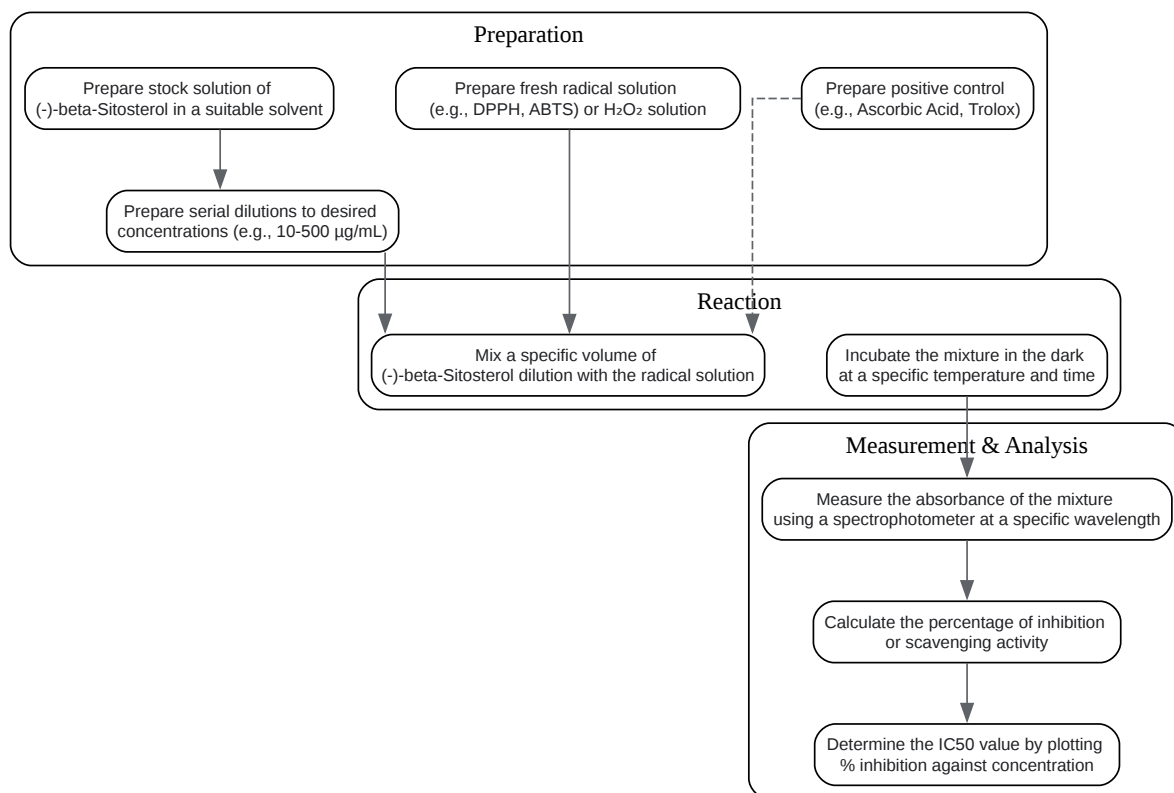 Preparation
Prepare stock solution of
(-)-beta-Sitosterol in a suitable solvent
Prepare fresh radical solution
(e.g., DPPH, ABTS) or H₂O₂ solution
Prepare positive control
(e.g., Ascorbic Acid, Trolox)
Prepare serial dilutions to desired
concentrations (e.g., 10-500 µg/mL)
Reaction
Mix a specific volume of
(-)-beta-Sitosterol dilution with the radical solution
Incubate the mixture in the dark
at a specific temperature and time
Measurement & Analysis
Measure the absorbance of the mixture
using a spectrophotometer at a specific wavelength
Calculate the percentage of inhibition
or scavenging activity
Determine the IC50 value by plotting
% inhibition against concentration